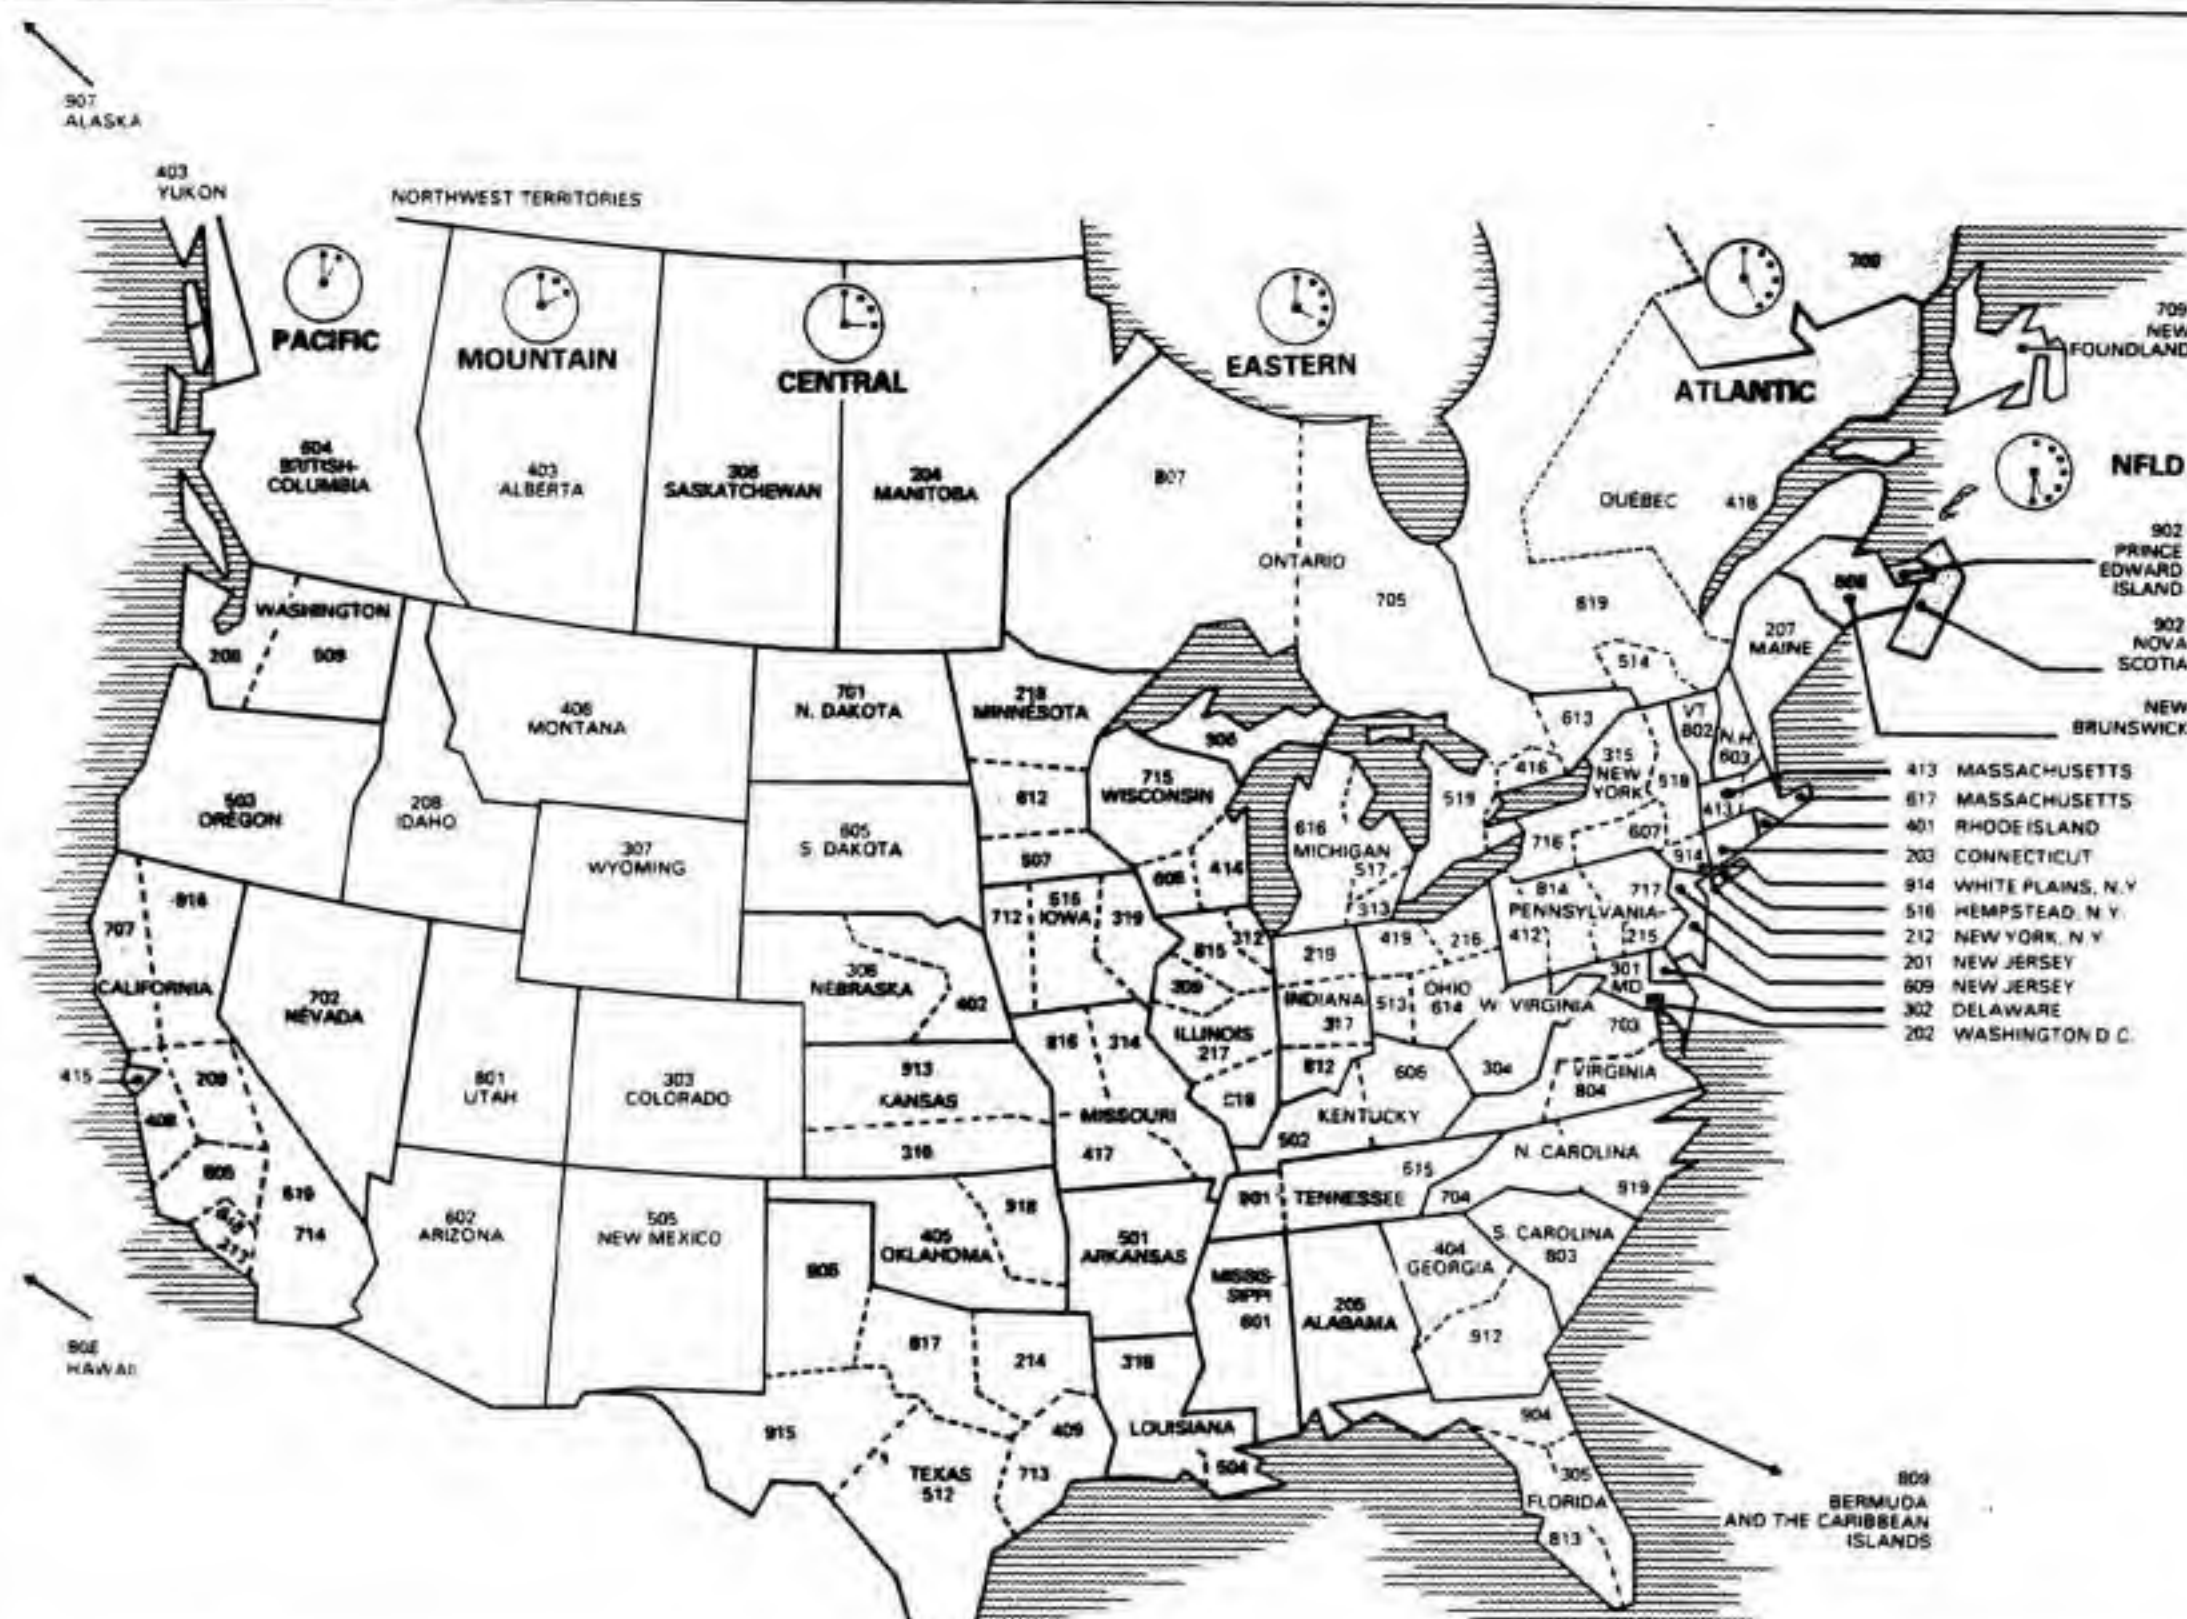 907
ALASKA
403
YUKON
NORTHWEST TERRITORIES
PACIFIC
MOUNTAIN
CENTRAL
EASTERN
ATLANTIC
709
NEW
FOUNDLAND
NFLD
604
BRITISH-
COLUMBIA
403
ALBERTA
306
SASKATCHEWAN
204
MANITOBA
807
ONTARIO
705
QUÉBEC
418
819
514
613
416
519
902
PRINCE
EDWARD
ISLAND
902
NOVA
SCOTIA
NEW
BRUNSWICK
WASHINGTON
206
509
503
OREGON
208
IDAHO
406
MONTANA
307
WYOMING
701
N. DAKOTA
605
S. DAKOTA
218
MINNESOTA
612
507
715
WISCONSIN
608
414
906
616
MICHIGAN
517
313
207
MAINE
VT
802
N.H
603
315
NEW
YORK
518
607
716
914
413
413 MASSACHUSETTS
617 MASSACHUSETTS
401 RHODE ISLAND
203 CONNECTICUT
914 WHITE PLAINS, N.Y
516 HEMPSTEAD, N.Y.
212 NEW YORK, N.Y.
201 NEW JERSEY
609 NEW JERSEY
302 DELAWARE
202 WASHINGTON D C.
814
717
PENNSYLVANIA
412
215
301
MD
916
707
CALIFORNIA
415
209
408
805
619
714
702
NEVADA
801
UTAH
303
COLORADO
308
NEBRASKA
402
712
515
IOWA
319
913
KANSAS
316
816
314
MISSOURI
417
815
312
309
ILLINOIS
217
618
219
INDIANA
317
812
419
216
OHIO
513
614
W. VIRGINIA
304
703
VIRGINIA
804
606
KENTUCKY
502
901
TENNESSEE
615
N. CAROLINA
704
919
S. CAROLINA
803
404
GEORGIA
912
205
ALABAMA
MISSIS-
SIPPI
601
501
ARKANSAS
405
OKLAHOMA
918
602
ARIZONA
505
NEW MEXICO
806
817
214
915
TEXAS
512
409
713
318
LOUISIANA
504
904
305
FLORIDA
813
HAWAII
809
BERMUDA
AND THE CARIBBEAN
ISLANDS